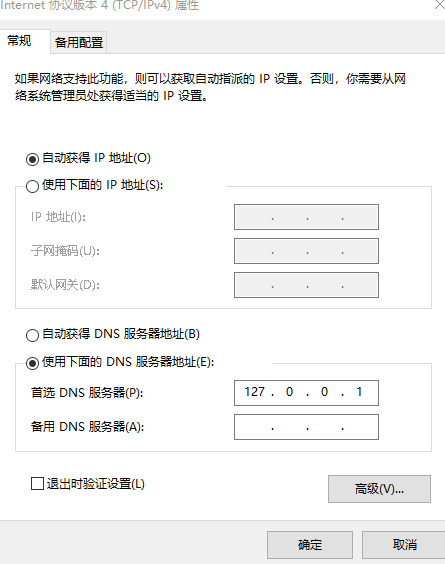 Internet 协议版本 4 (TCP/IPv4) 属性
常规 备用配置
如果网络支持此功能，则可以获取自动指派的 IP 设置。否则，你需要从网
络系统管理员处获得适当的 IP 设置。
自动获得 IP 地址(O)
使用下面的 IP 地址(S):
IP 地址(I): . . .
子网掩码(U): . . .
默认网关(D): . . .
自动获得 DNS 服务器地址(B)
使用下面的 DNS 服务器地址(E):
首选 DNS 服务器(P): 127 . 0 . 0 . 1
备用 DNS 服务器(A): . . .
退出时验证设置(L)
高级(V)...
确定 取消